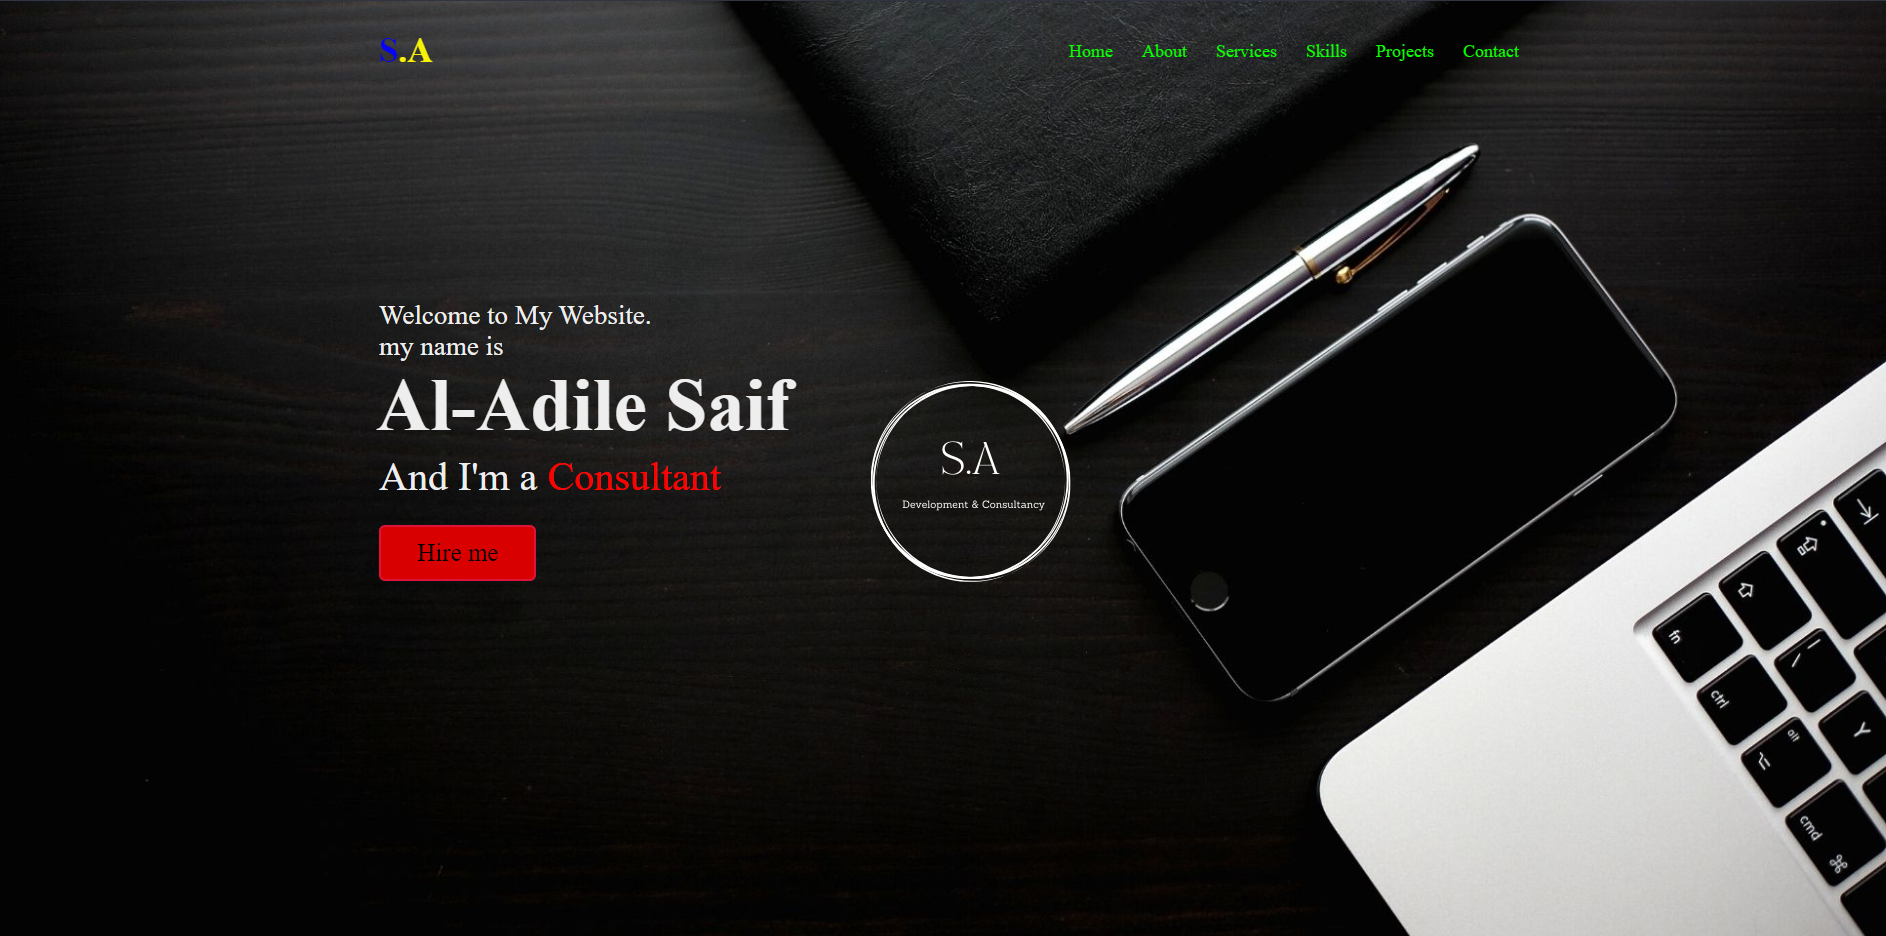 S.A
Home About Services Skills Projects Contact
Welcome to My Website.
my name is
Al-Adile Saif
And I'm a Consultant
Hire me
S.A
Development & Consultancy
fn
ctrl
alt
Y
cmd
⌘